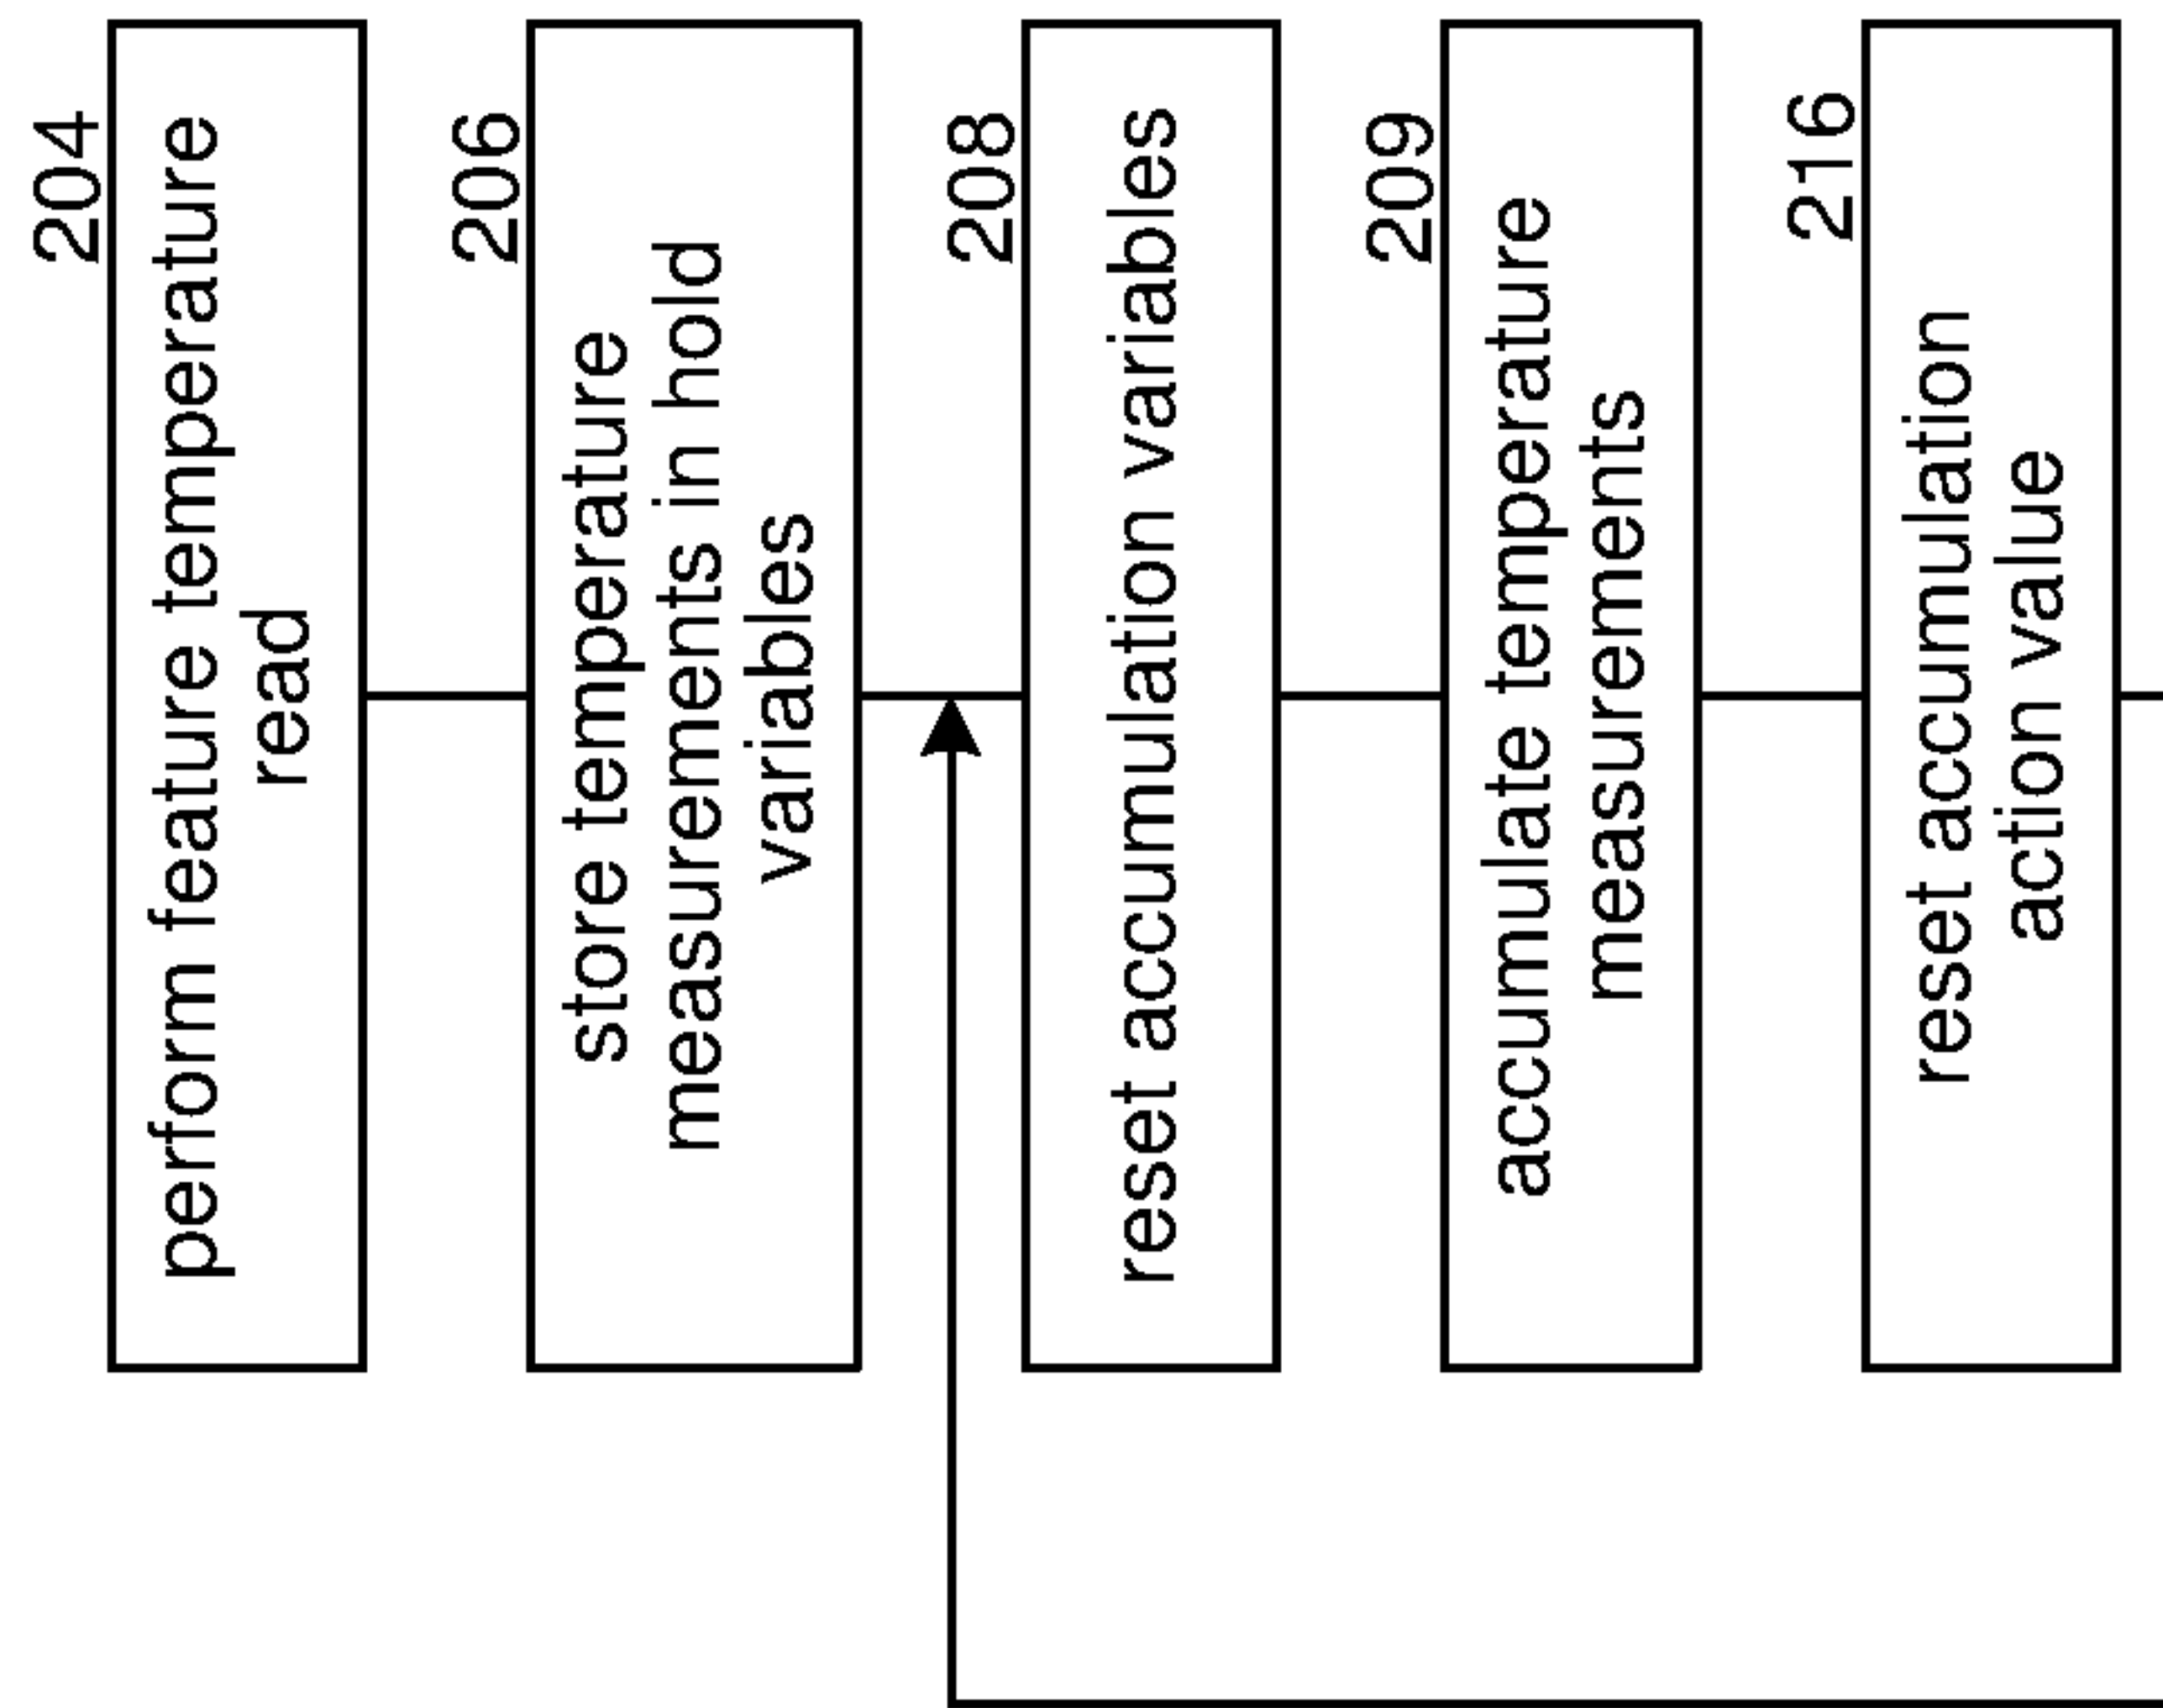 204
perform feature temperature
read
206
store temperature
measurements in hold
variables
208
reset accumulation variables
209
accumulate temperature
measurements
216
reset accumulation
action value